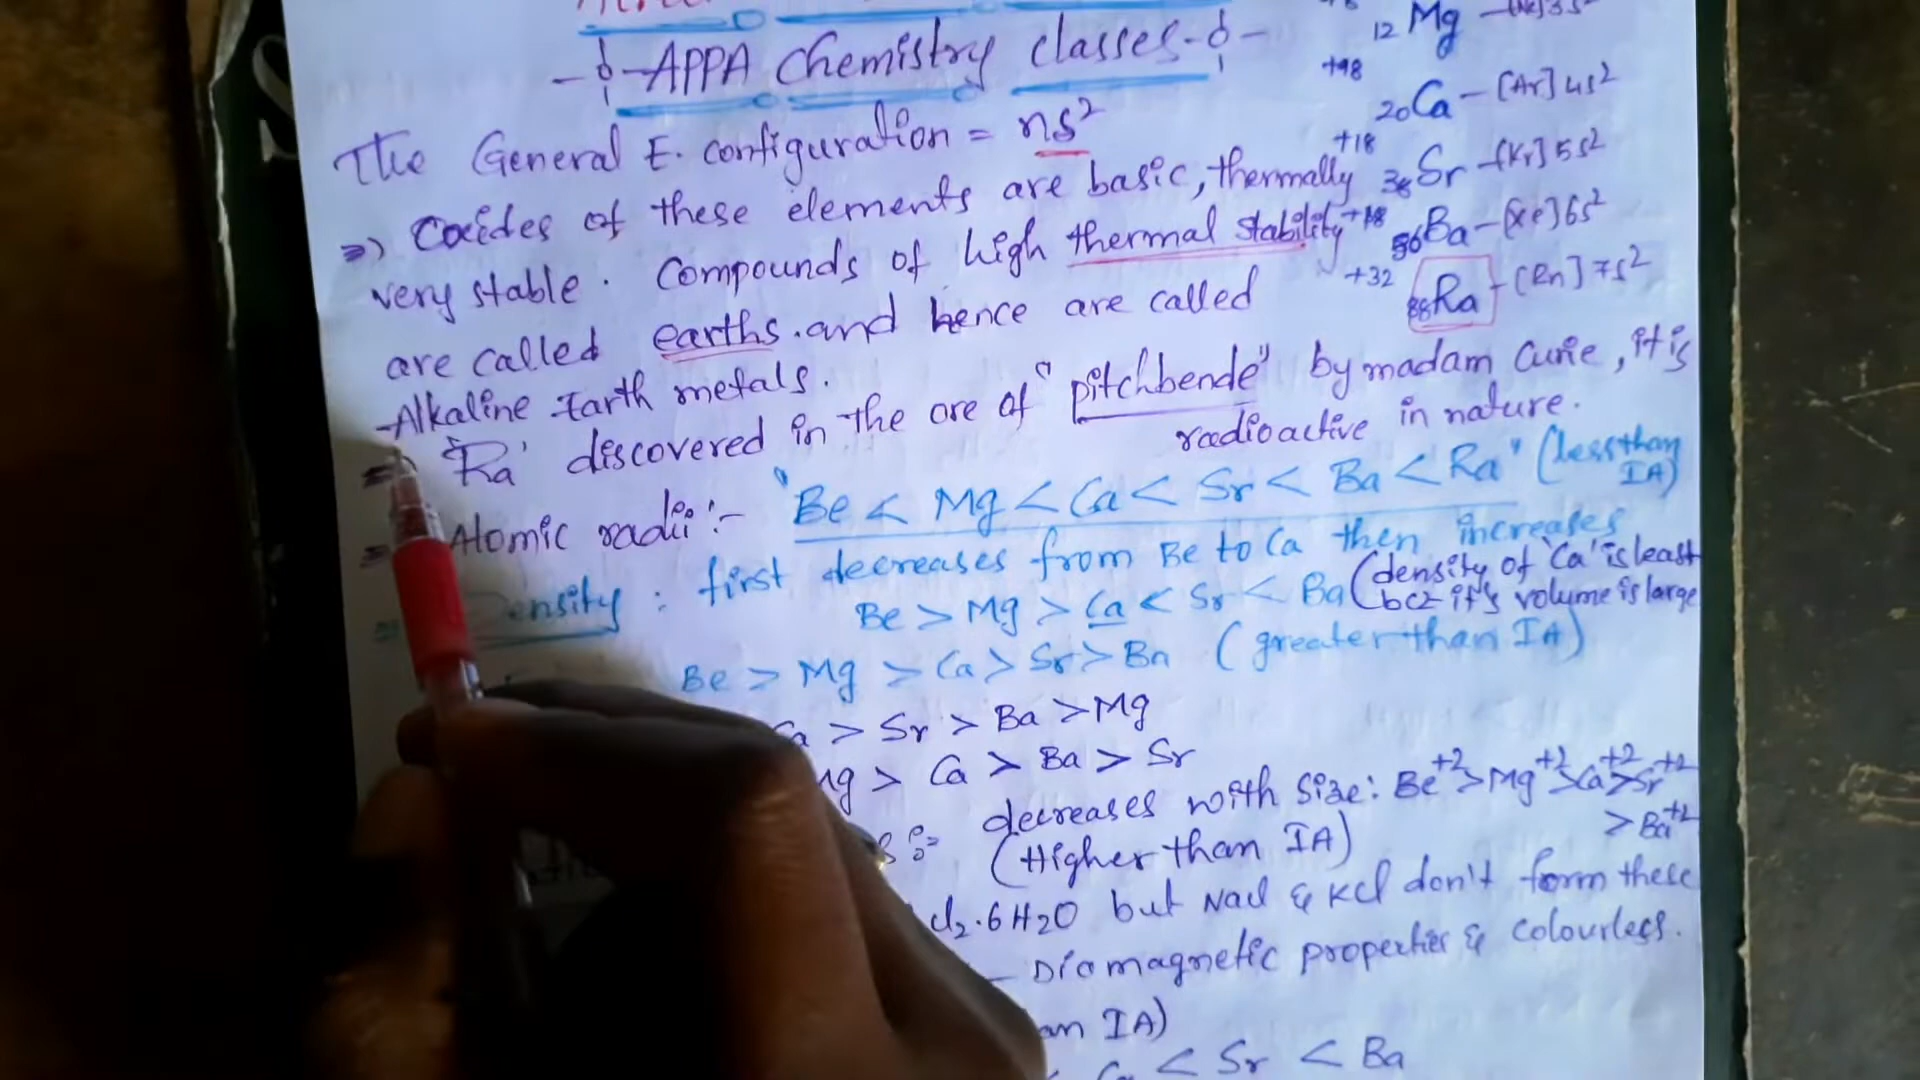 -APPA Chemistry classes-
12 Mg
+18
20Ca - [Ar] 4s2
The General E. configuration = ns2
+18
38Sr - [Kr] 5s2
=) Oxides of these elements are basic, thermally
+18
56Ba - [Xe] 6s2
very stable. Compounds of high thermal stability
+32
88Ra - [Rn] 7s2
are called earths. and hence are called
Alkaline Earth metals.
'Ra' discovered in the ore of "pitchbende" by madam Curie, it is
radioactive in nature.
Atomic radii :- "Be < Mg < Ca < Sr < Ba < Ra" (less than
IA)
Density : first decreases from Be to Ca then increases
Be > Mg > Ca < Sr < Ba (density of 'Ca' is least
bcz it's volume is large
Be > Mg > Ca > Sr > Ba (greater than IA)
> Sr > Ba > Mg
> Ca > Ba > Sr
decreases with size: Be+2 > Mg+2 > Ca+2 > Sr+2
> Ba+2
(Higher than IA)
.6H2O but NaCl & KCl don't form these
- Diamagnetic properties & colourless.
IA)
< Sr < Ba